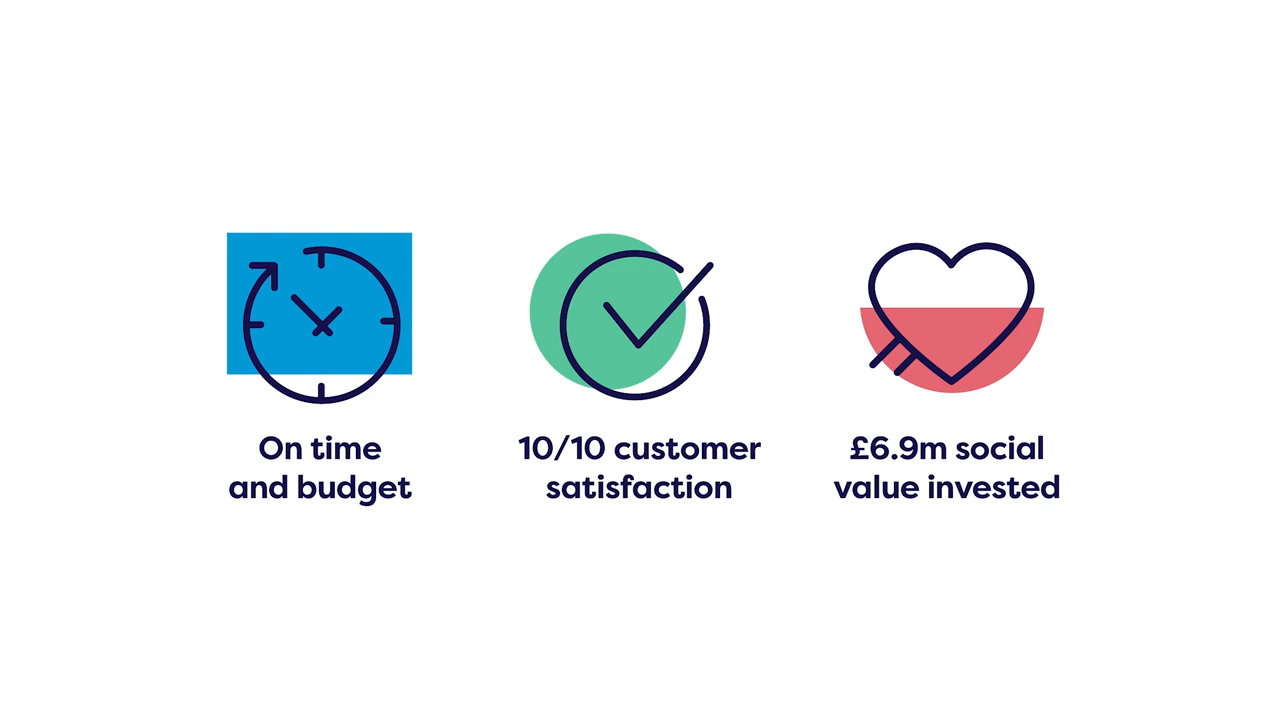 On time
and budget
10/10 customer
satisfaction
£6.9m social
value invested